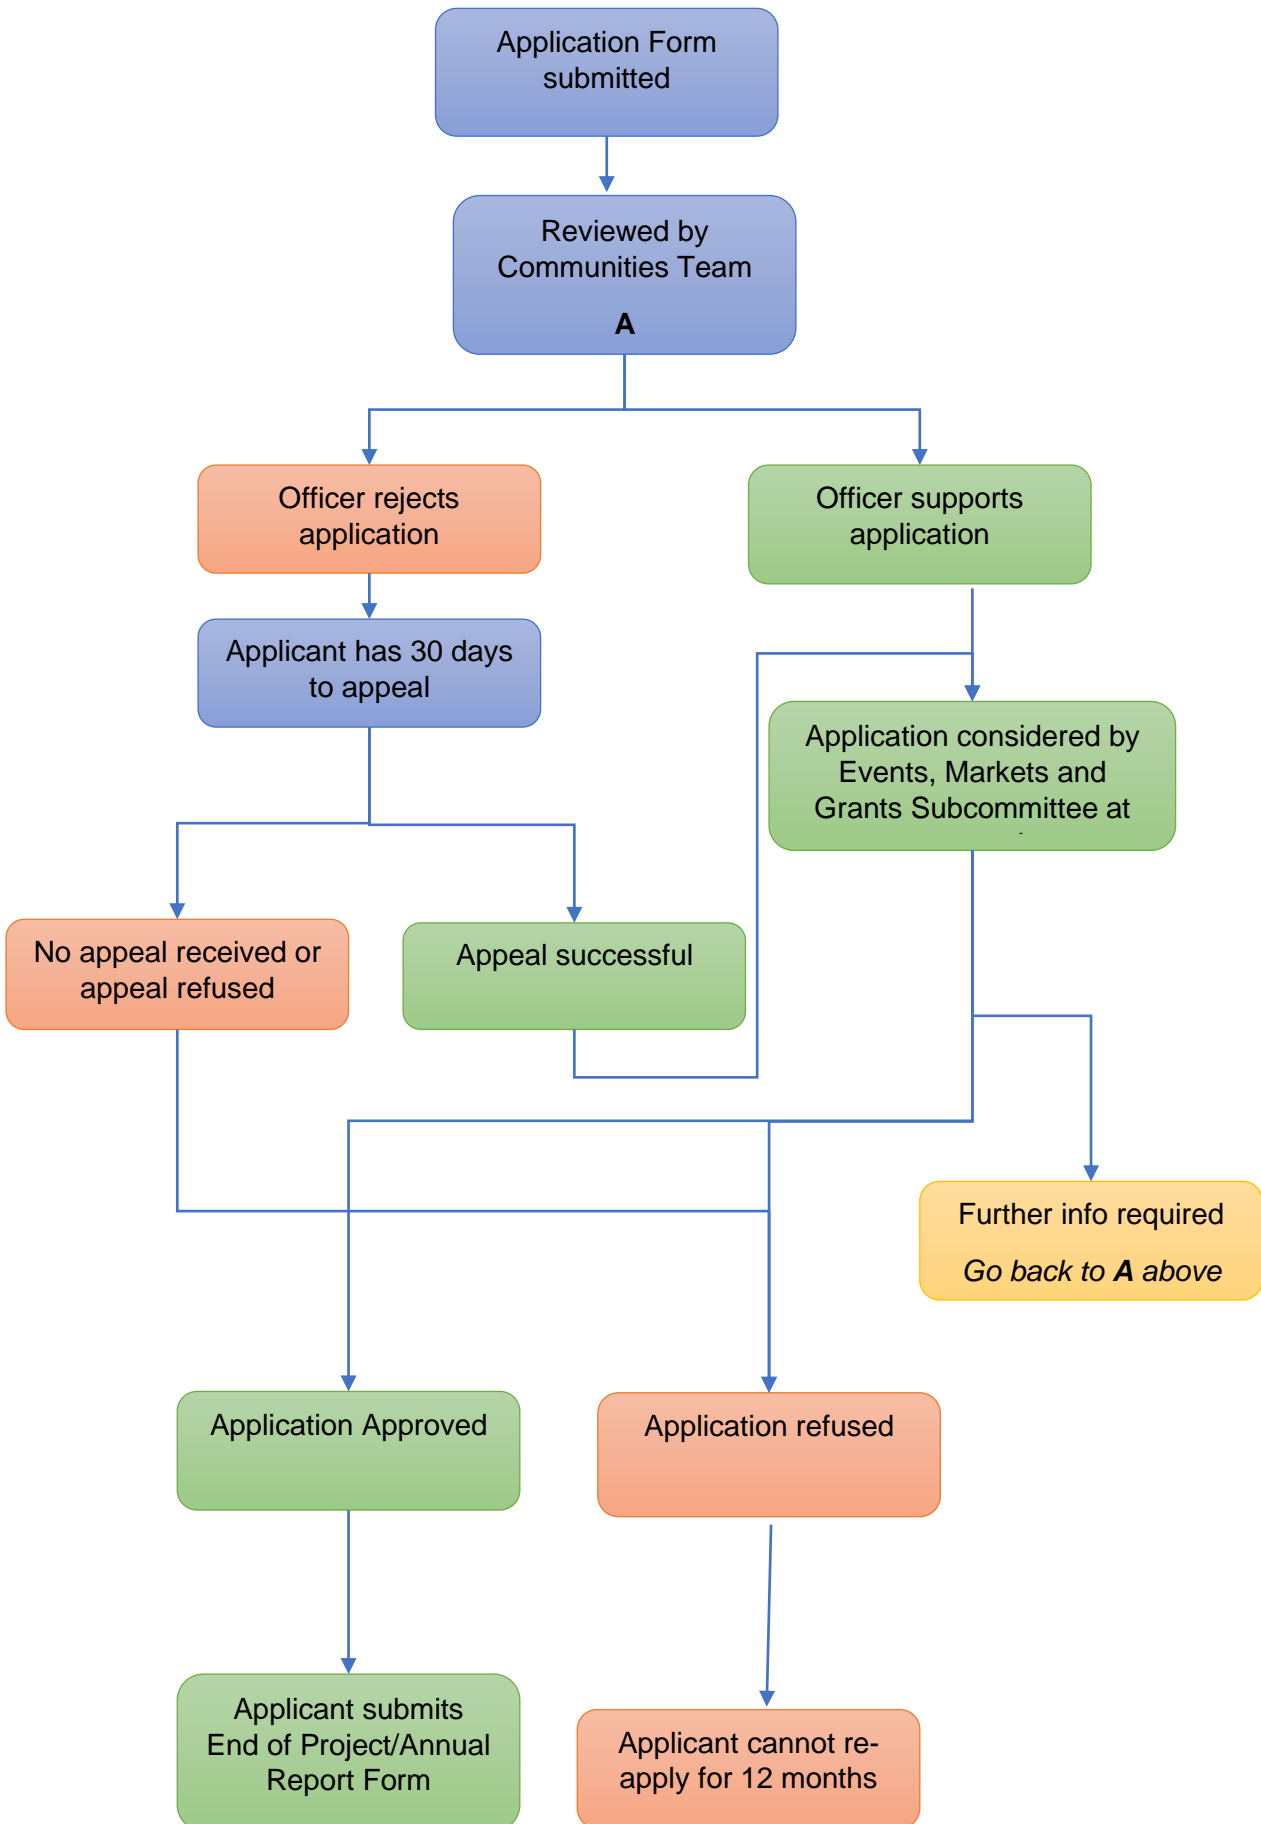 Application Form
submitted
Reviewed by
Communities Team
A
Officer rejects
application
Officer supports
application
Applicant has 30 days
to appeal
Application considered by
Events, Markets and
Grants Subcommittee at
No appeal received or
appeal refused
Appeal successful
Further info required
Go back to A above
Application Approved
Application refused
Applicant submits
End of Project/Annual
Report Form
Applicant cannot re-
apply for 12 months